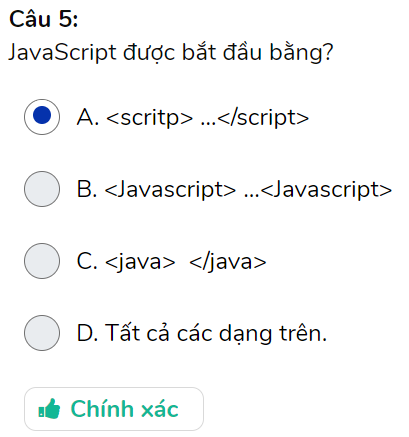 Câu 5:
JavaScript được bắt đầu bằng?
A. <scritp> ...</script>
B. <Javascript> ...<Javascript>
C. <java>  </java>
D. Tất cả các dạng trên.
Chính xác